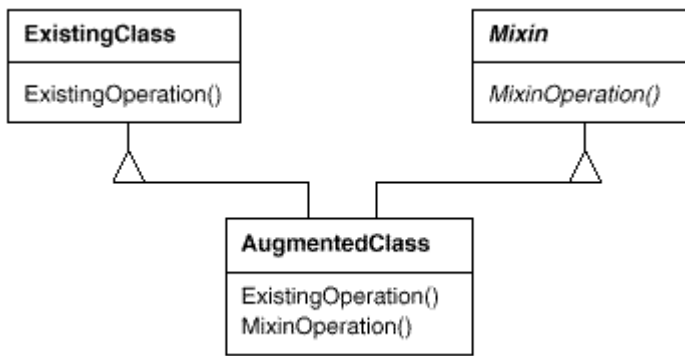 ExistingClass
ExistingOperation()
Mixin
MixinOperation()
AugmentedClass
ExistingOperation()
MixinOperation()